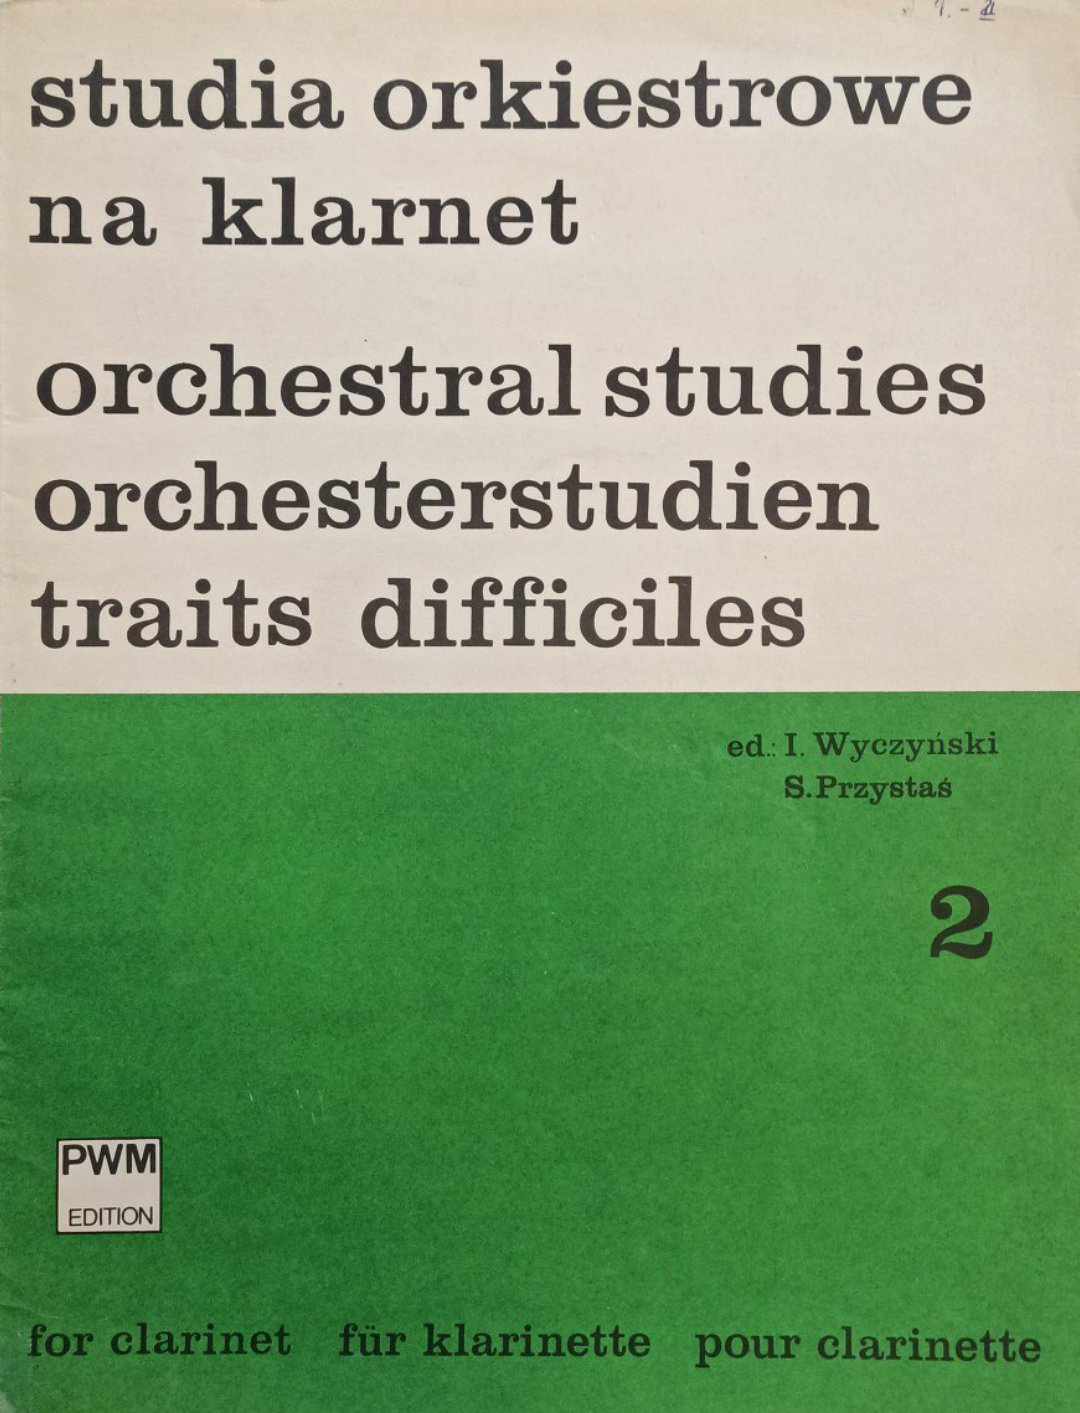 studia orkiestrowe
na klarnet
orchestral studies
orchesterstudien
traits difficiles
ed.: I. Wyczyński
S. Przystaś
2
PWM
EDITION
for clarinet für klarinette pour clarinette